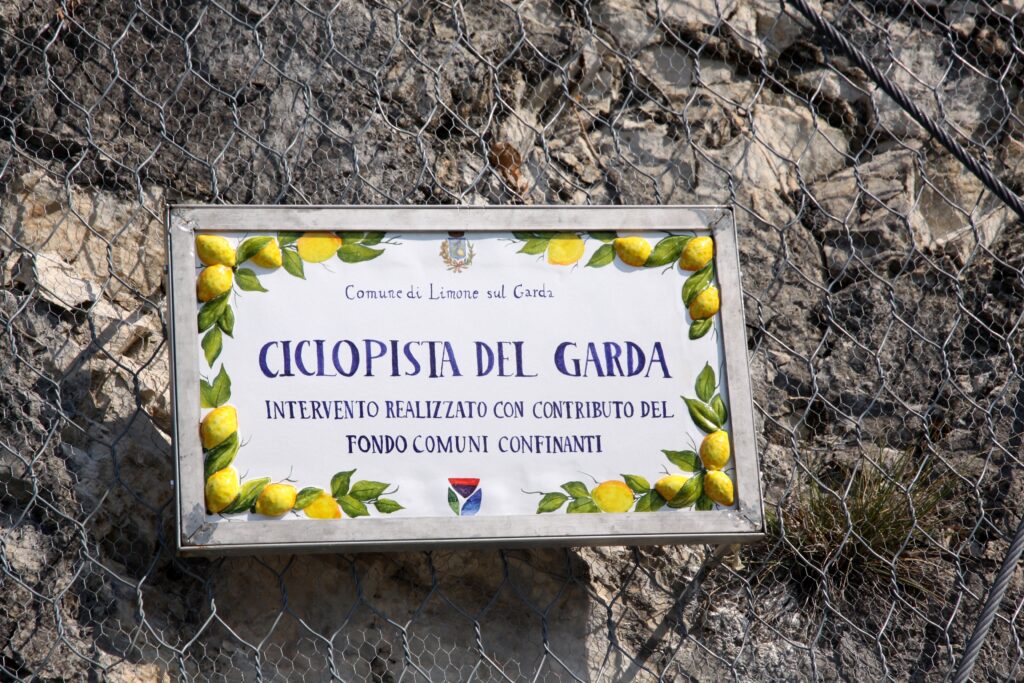 Comune di Limone sul Garda
CICLOPISTA DEL GARDA
INTERVENTO REALIZZATO CON CONTRIBUTO DEL
FONDO COMUNI CONFINANTI